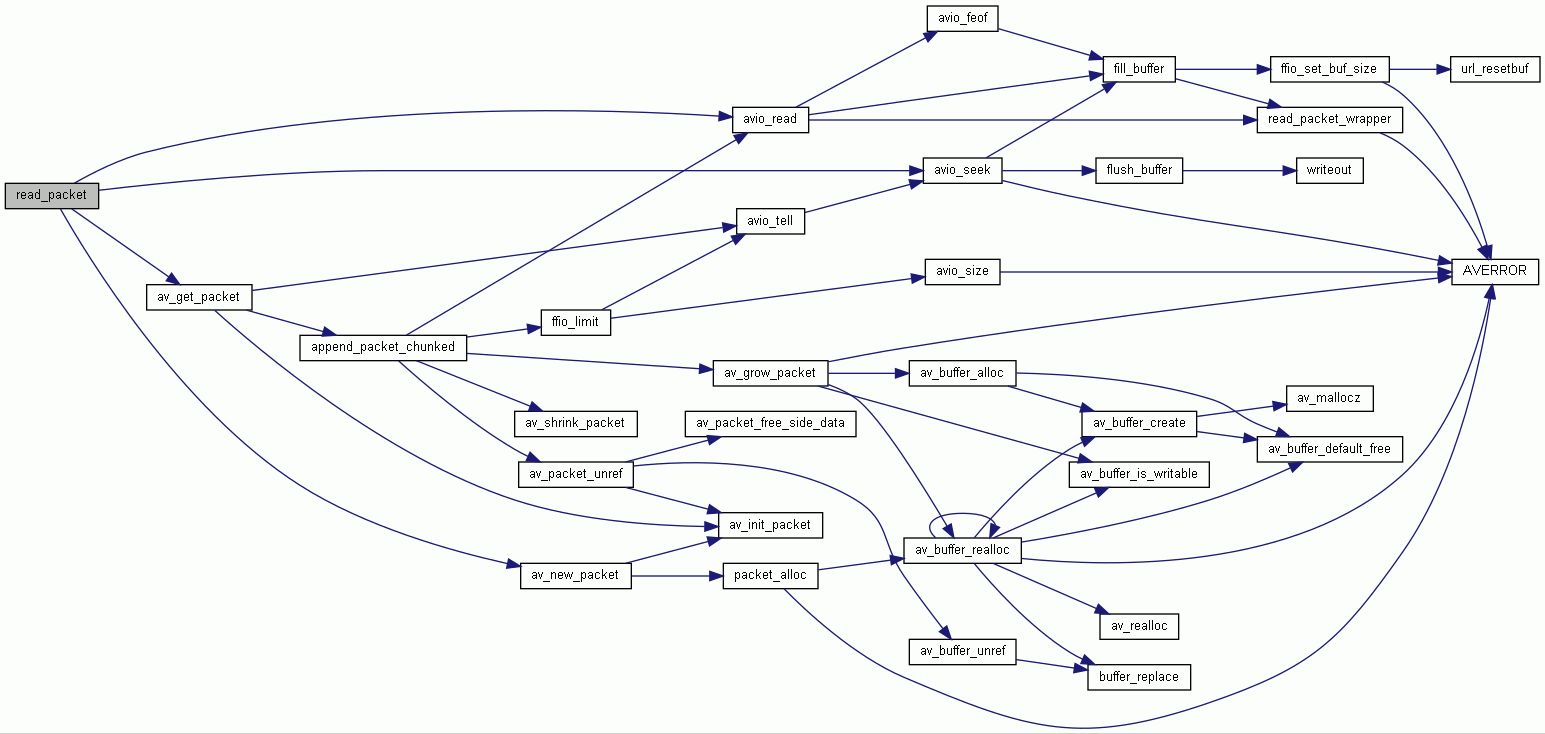 avio_feof
fill_buffer
ffio_set_buf_size
url_resetbuf
avio_read
read_packet_wrapper
avio_seek
flush_buffer
writeout
read_packet
avio_tell
av_get_packet
avio_size
AVERROR
ffio_limit
append_packet_chunked
av_grow_packet
av_buffer_alloc
av_mallocz
av_shrink_packet
av_packet_free_side_data
av_buffer_create
av_buffer_default_free
av_packet_unref
av_buffer_is_writable
av_init_packet
av_buffer_realloc
av_new_packet
packet_alloc
av_realloc
av_buffer_unref
buffer_replace